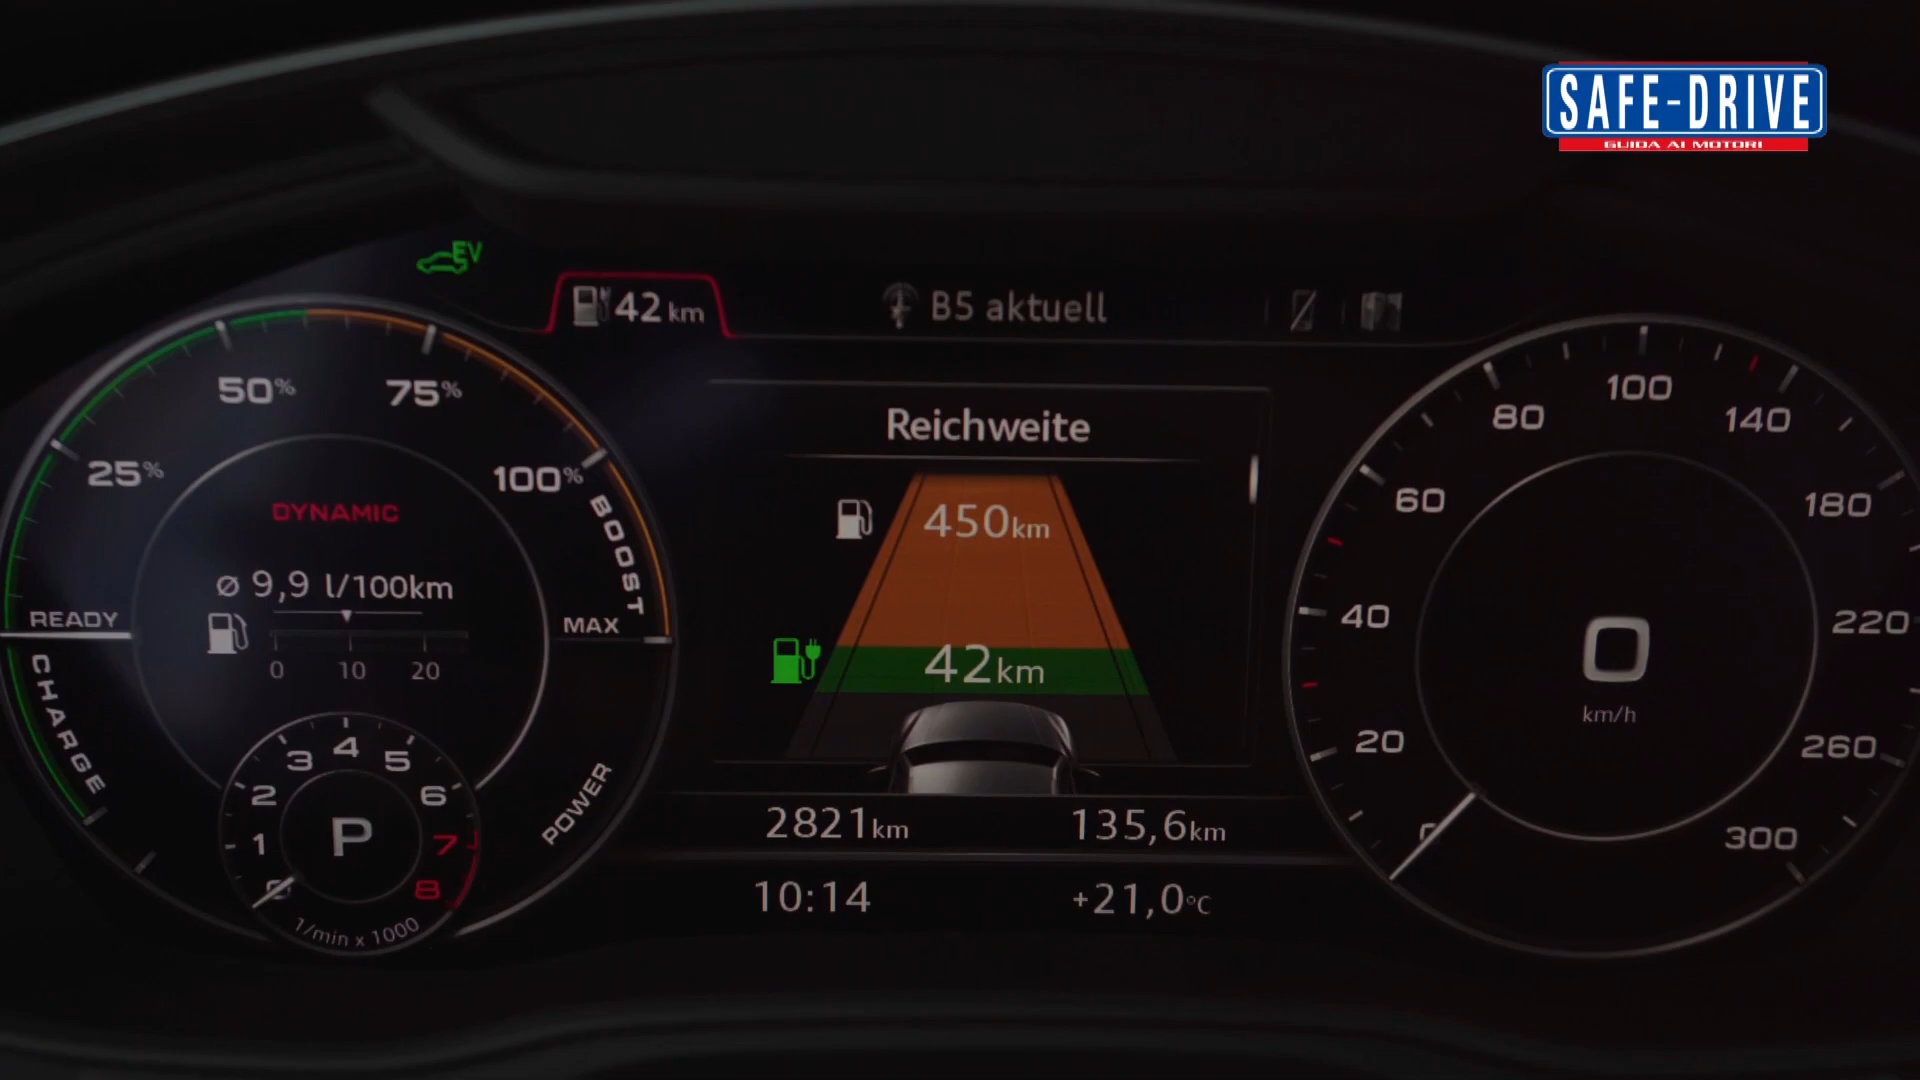 SAFE-DRIVE
GUIDA AI MOTORI
EV
42 km
B5 aktuell
50%
75%
25%
100%
BOOST
DYNAMIC
ø 9,9 l/100km
0 10 20
READY
MAX
CHARGE
POWER
0 1 2 3 4 5 6 7 8
P
1/min x 1000
Reichweite
450km
42km
2821km
135,6km
10:14
+21,0°C
0 20 40 60 80 100 140 180 220 260 300
0
km/h